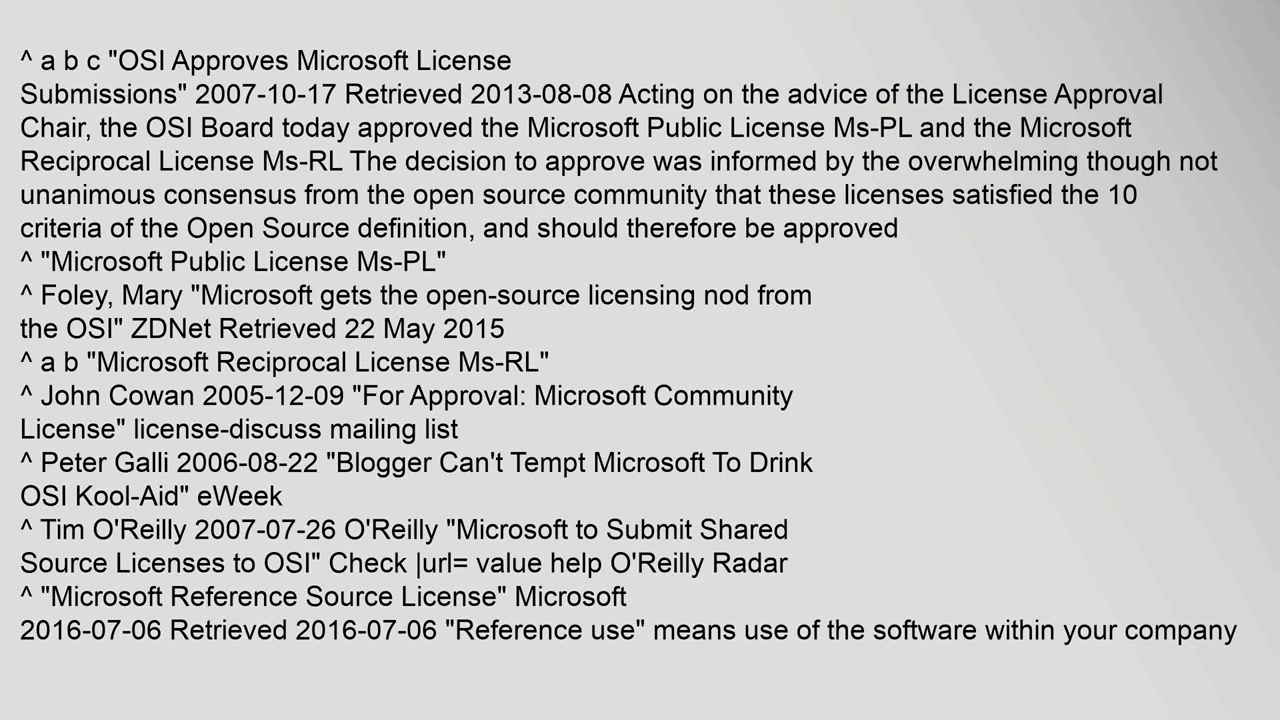 ^ a b c "OSI Approves Microsoft License
Submissions" 2007-10-17 Retrieved 2013-08-08 Acting on the advice of the License Approval
Chair, the OSI Board today approved the Microsoft Public License Ms-PL and the Microsoft
Reciprocal License Ms-RL The decision to approve was informed by the overwhelming though not
unanimous consensus from the open source community that these licenses satisfied the 10
criteria of the Open Source definition, and should therefore be approved
^ "Microsoft Public License Ms-PL"
^ Foley, Mary "Microsoft gets the open-source licensing nod from
the OSI" ZDNet Retrieved 22 May 2015
^ a b "Microsoft Reciprocal License Ms-RL"
^ John Cowan 2005-12-09 "For Approval: Microsoft Community
License" license-discuss mailing list
^ Peter Galli 2006-08-22 "Blogger Can't Tempt Microsoft To Drink
OSI Kool-Aid" eWeek
^ Tim O'Reilly 2007-07-26 O'Reilly "Microsoft to Submit Shared
Source Licenses to OSI" Check |url= value help O'Reilly Radar
^ "Microsoft Reference Source License" Microsoft
2016-07-06 Retrieved 2016-07-06 "Reference use" means use of the software within your company